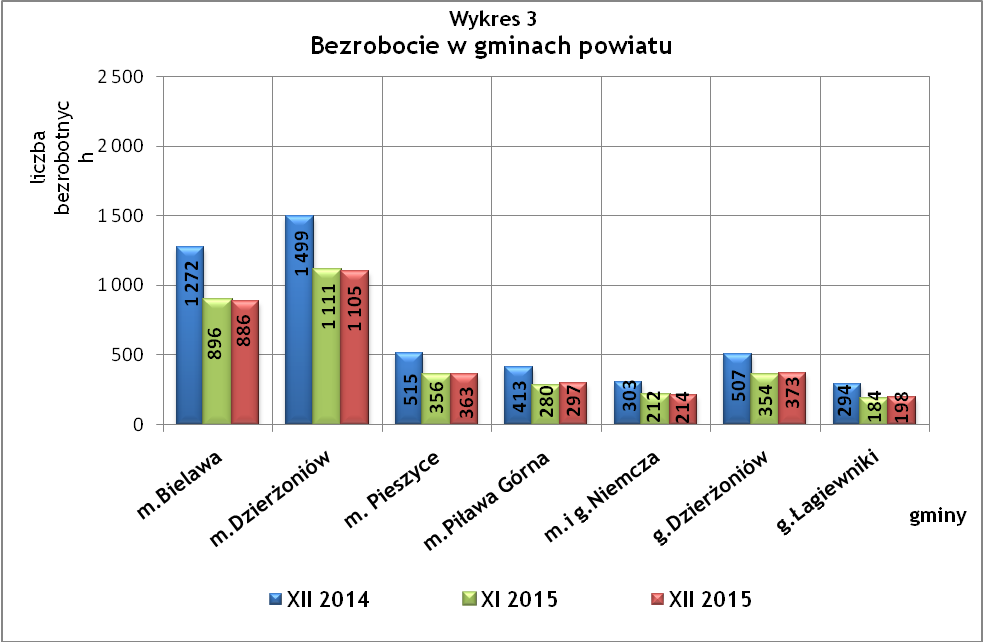 Wykres 3
Bezrobocie w gminach powiatu
liczba
bezrobotnyc
h
2 500
2 000
1 500
1 000
500
0
1 272
896
886
1 499
1 111
1 105
515
356
363
413
280
297
303
212
214
507
354
373
294
184
198
m.Bielawa
m.Dzierżoniów
m. Pieszyce
m.Piława Górna
m.i g.Niemcza
g.Dzierżoniów
g.Łagiewniki
gminy
XII 2014
XI 2015
XII 2015